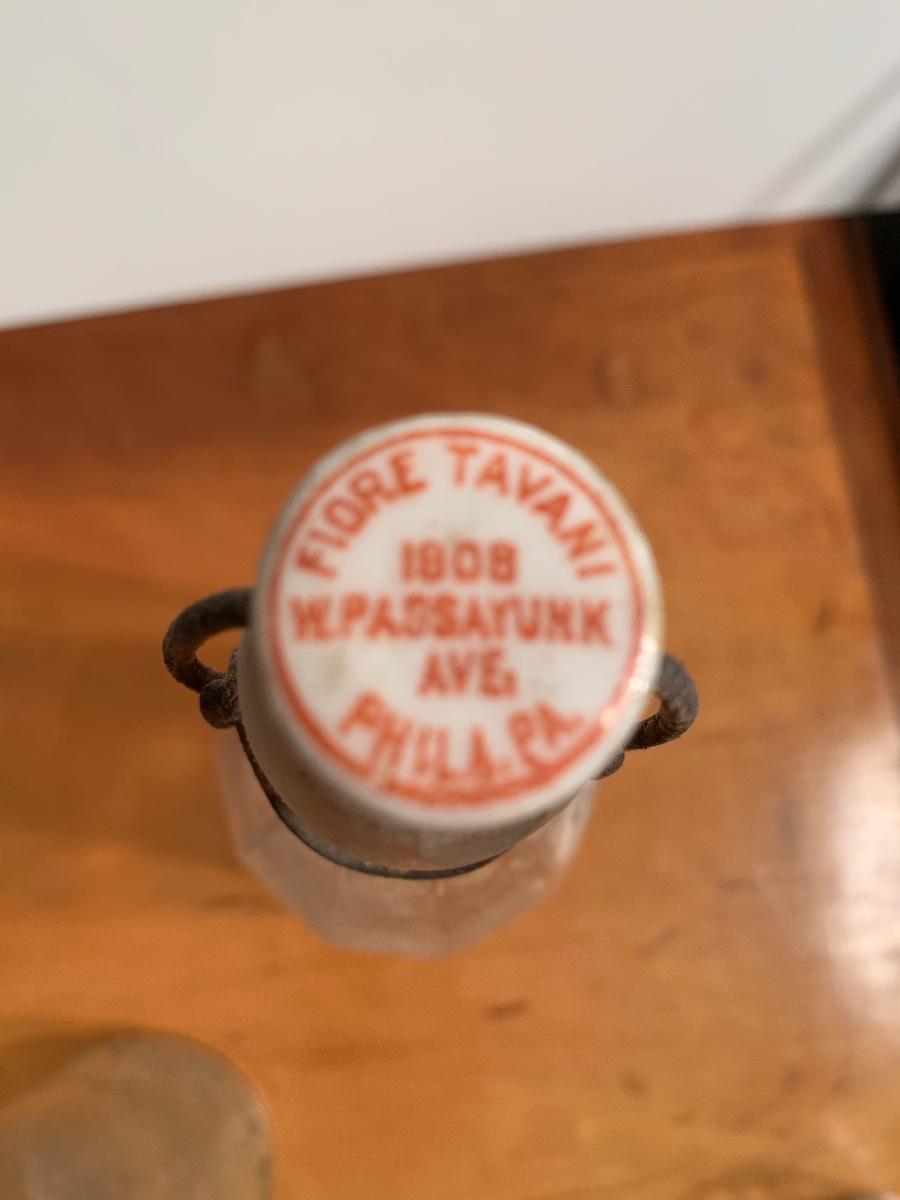 FIORE TAVANI
1808
W. PASSAYUNK
AVE.
PHILA. PA.